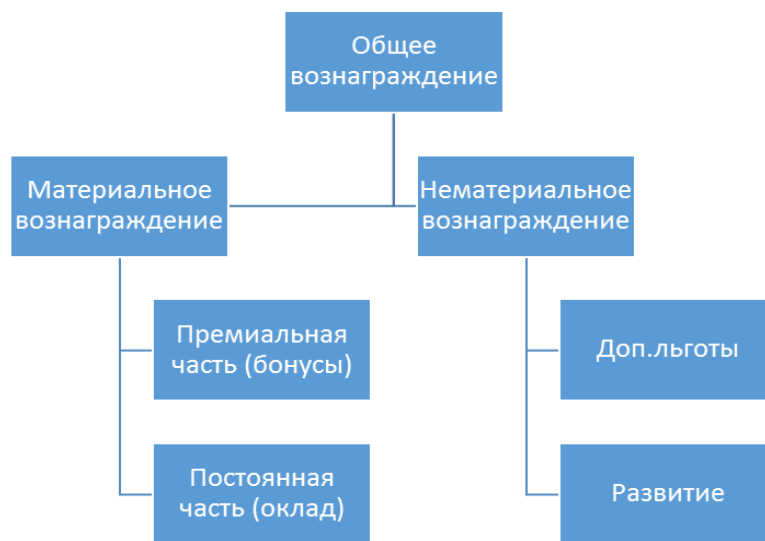 Общее
вознаграждение
Материальное
вознаграждение
Нематериальное
вознаграждение
Премиальная
часть (бонусы)
Доп.льготы
Постоянная
часть (оклад)
Развитие